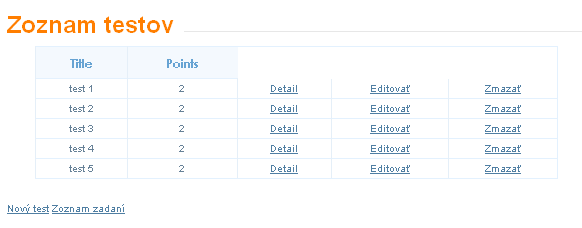 Zoznam testov
Title Points
test 1 2 Detail Editovať Zmazať
test 2 2 Detail Editovať Zmazať
test 3 2 Detail Editovať Zmazať
test 4 2 Detail Editovať Zmazať
test 5 2 Detail Editovať Zmazať
Nový test Zoznam zadaní